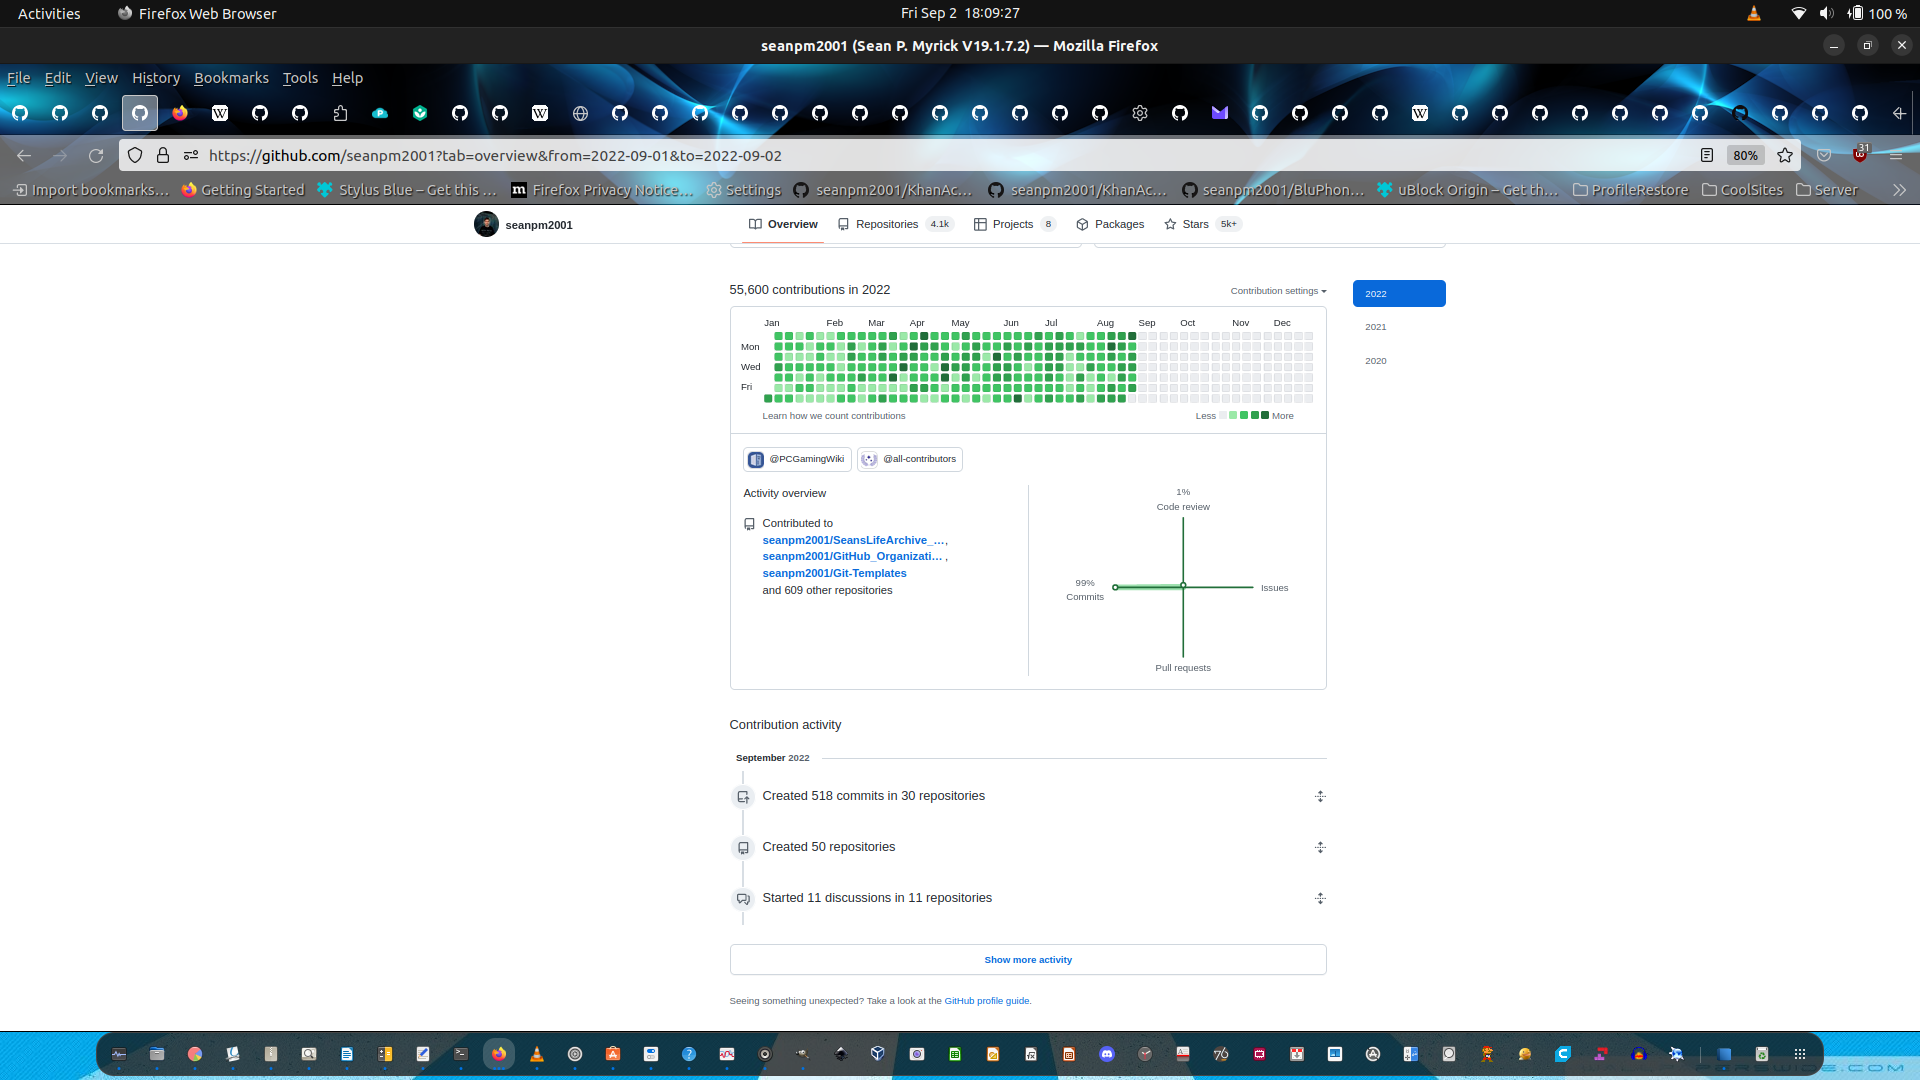 Activities
Firefox Web Browser
Fri Sep 2 18:09:27
100 %
seanpm2001 (Sean P. Myrick V19.1.7.2) — Mozilla Firefox
File Edit View History Bookmarks Tools Help
https://github.com/seanpm2001?tab=overview&from=2022-09-01&to=2022-09-02
80%
31
Import bookmarks… Getting Started Stylus Blue – Get this … Firefox Privacy Notice… Settings seanpm2001/KhanAc… seanpm2001/KhanAc… seanpm2001/BluPhon… uBlock Origin – Get th… ProfileRestore CoolSites Server
seanpm2001
Overview Repositories 4.1k Projects 8 Packages Stars 5k+
55,600 contributions in 2022
Contribution settings
2022
2021
2020
Jan Feb Mar Apr May Jun Jul Aug Sep Oct Nov Dec
Mon
Wed
Fri
Learn how we count contributions
Less More
@PCGamingWiki
@all-contributors
Activity overview
Contributed to
seanpm2001/SeansLifeArchive_…,
seanpm2001/GitHub_Organizati… ,
seanpm2001/Git-Templates
and 609 other repositories
1%
Code review
99%
Commits
Issues
Pull requests
Contribution activity
September 2022
Created 518 commits in 30 repositories
Created 50 repositories
Started 11 discussions in 11 repositories
Show more activity
Seeing something unexpected? Take a look at the GitHub profile guide.